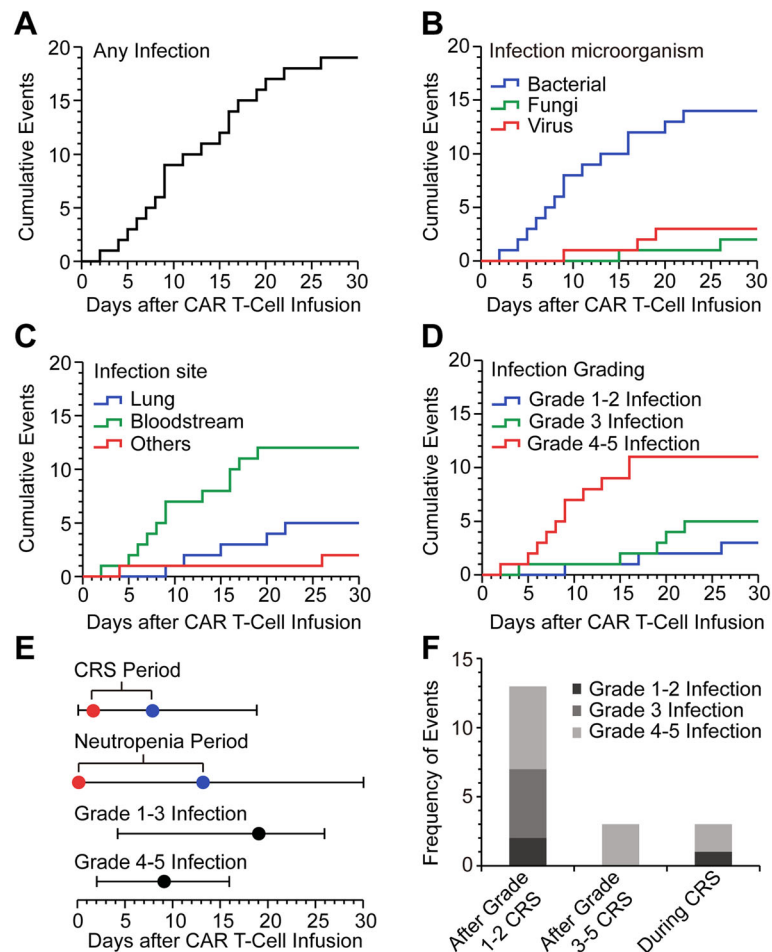 A
Any Infection
20
15
10
5
0
Cumulative Events
0 5 10 15 20 25 30
Days after CAR T-Cell Infusion
B
Infection microorganism
Bacterial
Fungi
Virus
20
15
10
5
0
Cumulative Events
0 5 10 15 20 25 30
Days after CAR T-Cell Infusion
C
Infection site
Lung
Bloodstream
Others
20
15
10
5
0
Cumulative Events
0 5 10 15 20 25 30
Days after CAR T-Cell Infusion
D
Infection Grading
Grade 1-2 Infection
Grade 3 Infection
Grade 4-5 Infection
20
15
10
5
0
Cumulative Events
0 5 10 15 20 25 30
Days after CAR T-Cell Infusion
E
CRS Period
Neutropenia Period
Grade 1-3 Infection
Grade 4-5 Infection
0 5 10 15 20 25 30
Days after CAR T-Cell Infusion
F
Grade 1-2 Infection
Grade 3 Infection
Grade 4-5 Infection
15
10
5
0
Frequency of Events
After Grade
1-2 CRS
After Grade
3-5 CRS
During CRS